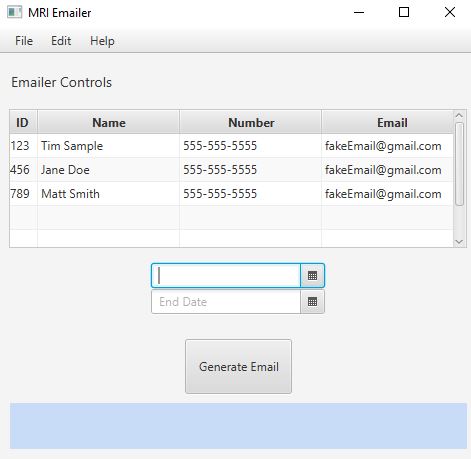 MRI Emailer
File Edit Help
Emailer Controls
ID Name Number Email
123 Tim Sample 555-555-5555 fakeEmail@gmail.com
456 Jane Doe 555-555-5555 fakeEmail@gmail.com
789 Matt Smith 555-555-5555 fakeEmail@gmail.com
End Date
Generate Email